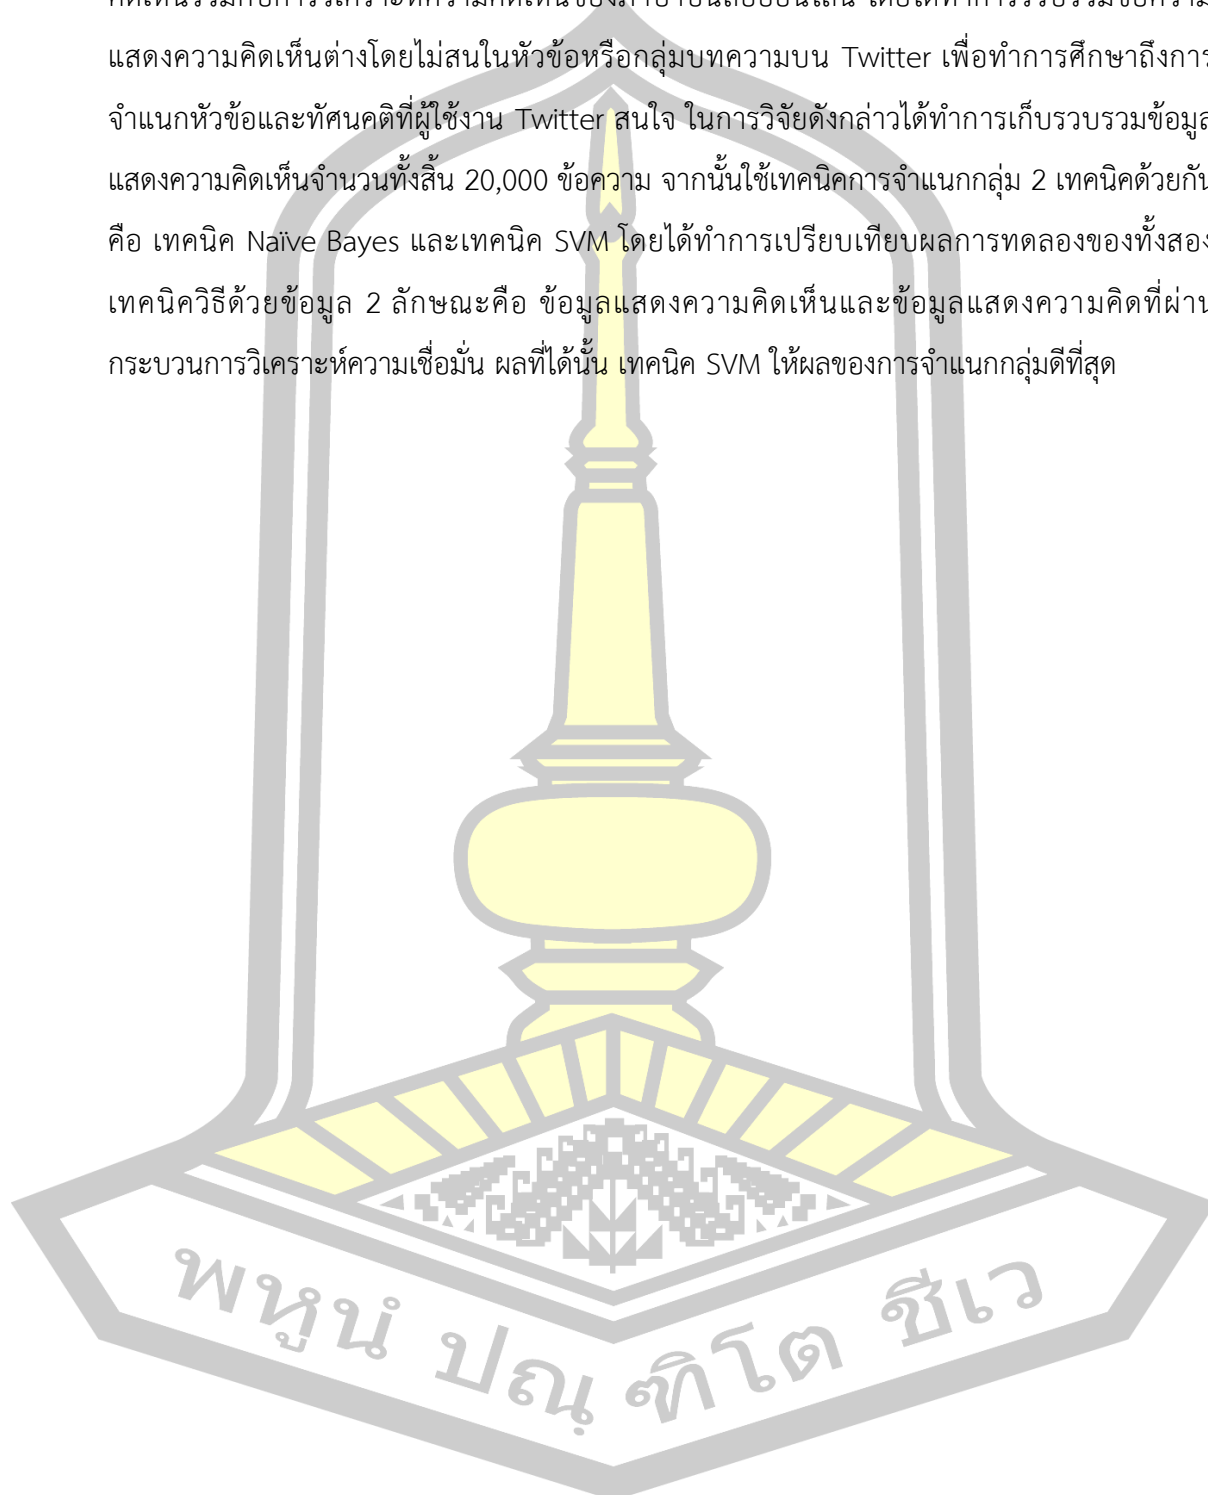 แสดงความคิดเห็นต่างโดยไม่สนในหัวข้อหรือกลุ่มบทความบน Twitter เพื่อทำการศึกษาถึงการ
จำแนกหัวข้อและทัศนคติที่ผู้ใช้งาน Twitter สนใจ ในการวิจัยดังกล่าวได้ทำการเก็บรวบรวมข้อมูล
แสดงความคิดเห็นจำนวนทั้งสิ้น 20,000 ข้อความ จากนั้นใช้เทคนิคการจำแนกกลุ่ม 2 เทคนิคด้วยกัน
คือ เทคนิค Naïve Bayes และเทคนิค SVM โดยได้ทำการเปรียบเทียบผลการทดลองของทั้งสอง
เทคนิควิธีด้วยข้อมูล 2 ลักษณะคือ ข้อมูลแสดงความคิดเห็นและข้อมูลแสดงความคิดที่ผ่าน
กระบวนการวิเคราะห์ความเชื่อมั่น ผลที่ได้นั้น เทคนิค SVM ให้ผลของการจำแนกกลุ่มดีที่สุด
พหูนํ ปณฺ ฑิโต ชีเว